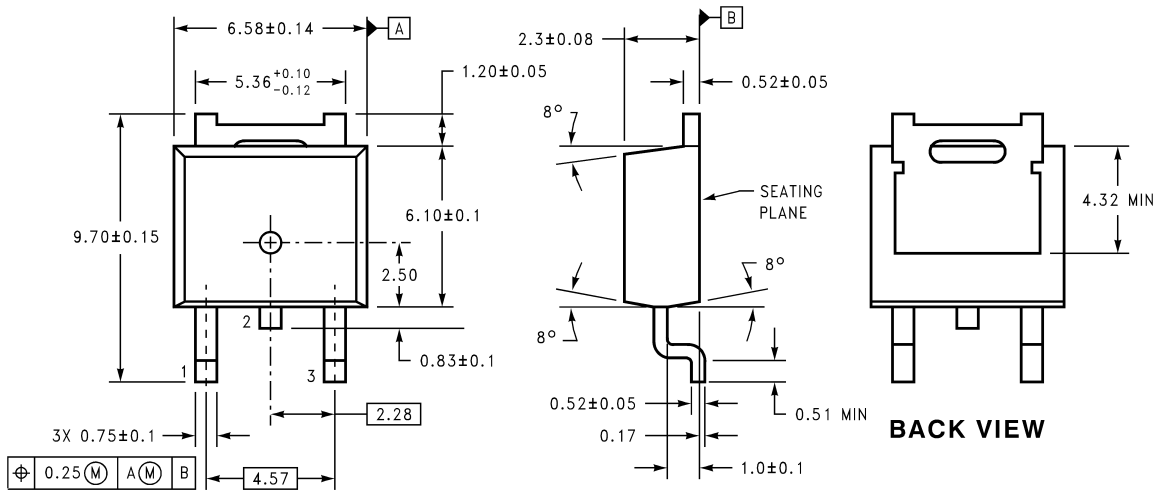 6.58±0.14
A
5.36 +0.10 -0.12
1.20±0.05
9.70±0.15
6.10±0.1
2.50
2
0.83±0.1
1
3
2.28
3X 0.75±0.1
⌖ 0.25 Ⓜ A Ⓜ B
4.57
B
2.3±0.08
0.52±0.05
8°
SEATING
PLANE
8°
8°
0.52±0.05
0.51 MIN
0.17
1.0±0.1
4.32 MIN
BACK VIEW